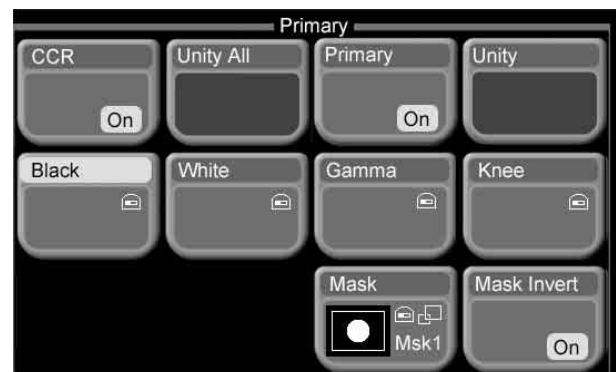 Primary
CCR
Unity All
Primary
Unity
On
On
Black
White
Gamma
Knee
Mask
Mask Invert
Msk1
On